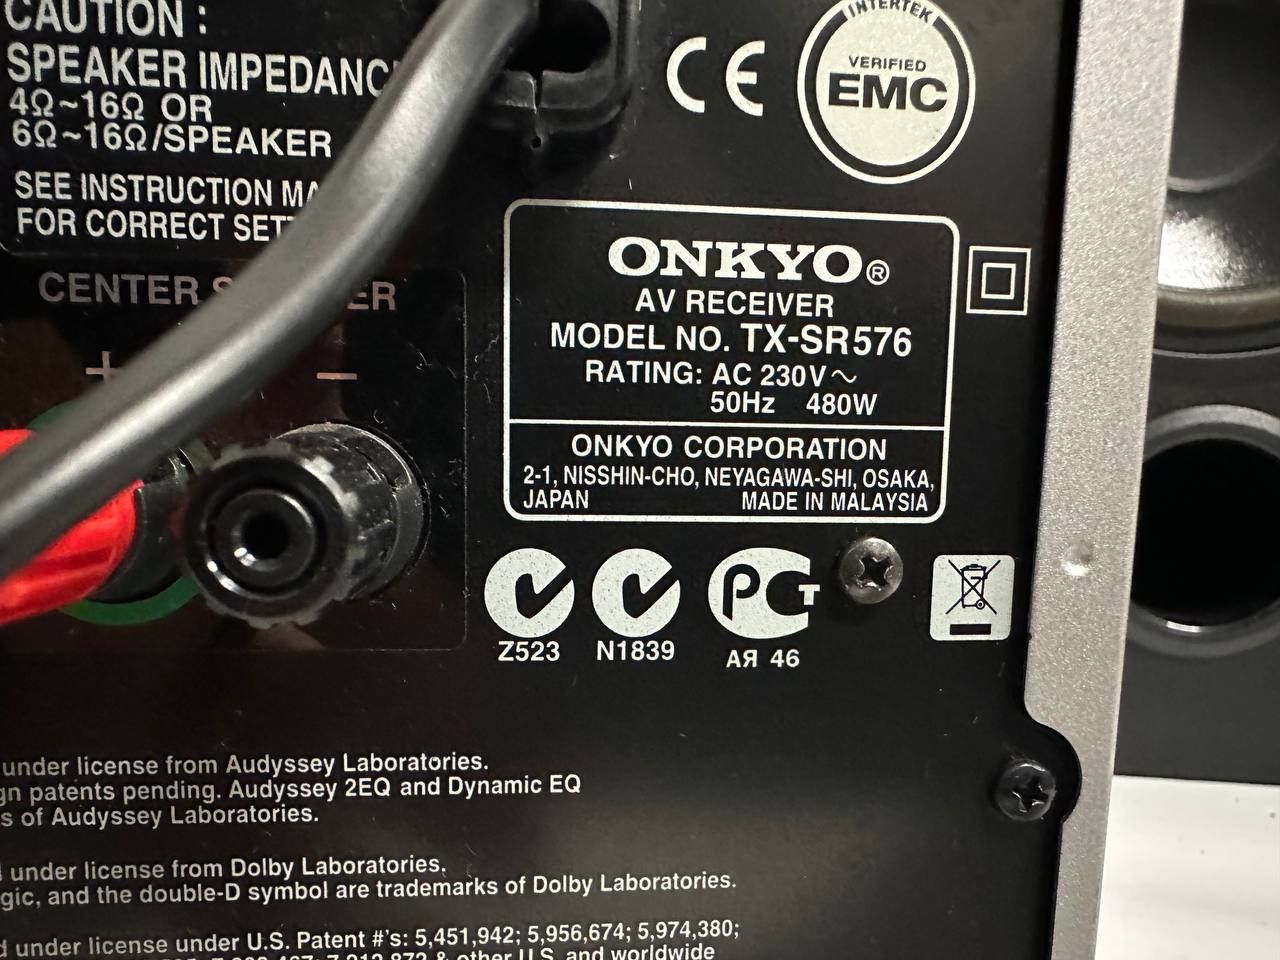 CAUTION :
SPEAKER IMPEDANC
4Ω~16Ω OR
6Ω~16Ω/SPEAKER
SEE INSTRUCTION MA
FOR CORRECT SET
CENTER S ER
+ −
CE
INTERTEK
VERIFIED
EMC
ONKYO®
AV RECEIVER
MODEL NO. TX-SR576
RATING: AC 230V~
50Hz 480W
ONKYO CORPORATION
2-1, NISSHIN-CHO, NEYAGAWA-SHI, OSAKA,
JAPAN MADE IN MALAYSIA
Z523 N1839 АЯ 46
under license from Audyssey Laboratories.
gn patents pending. Audyssey 2EQ and Dynamic EQ
s of Audyssey Laboratories.
under license from Dolby Laboratories.
gic, and the double-D symbol are trademarks of Dolby Laboratories.
d under license under U.S. Patent #'s: 5,451,942; 5,956,674; 5,974,380;
& other U.S. and worldwide